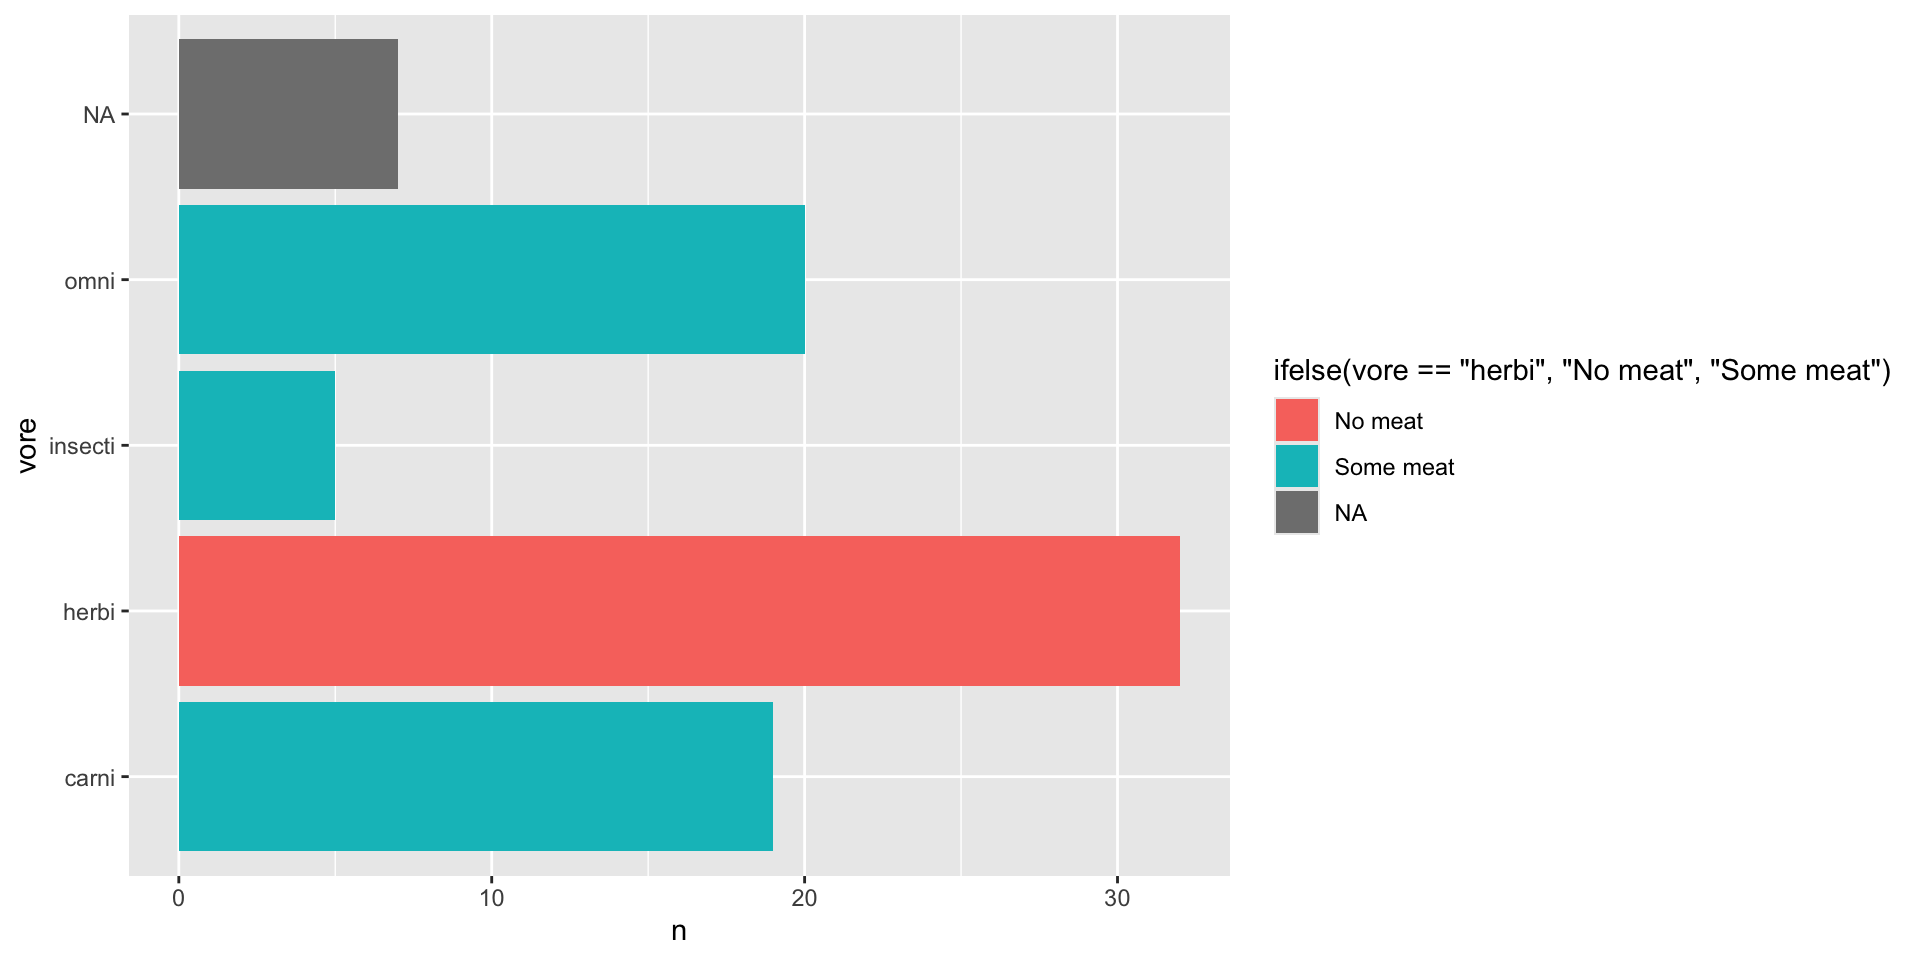 vore
NA
omni
insecti
herbi
carni
0 10 20 30
n
ifelse(vore == "herbi", "No meat", "Some meat")
No meat
Some meat
NA